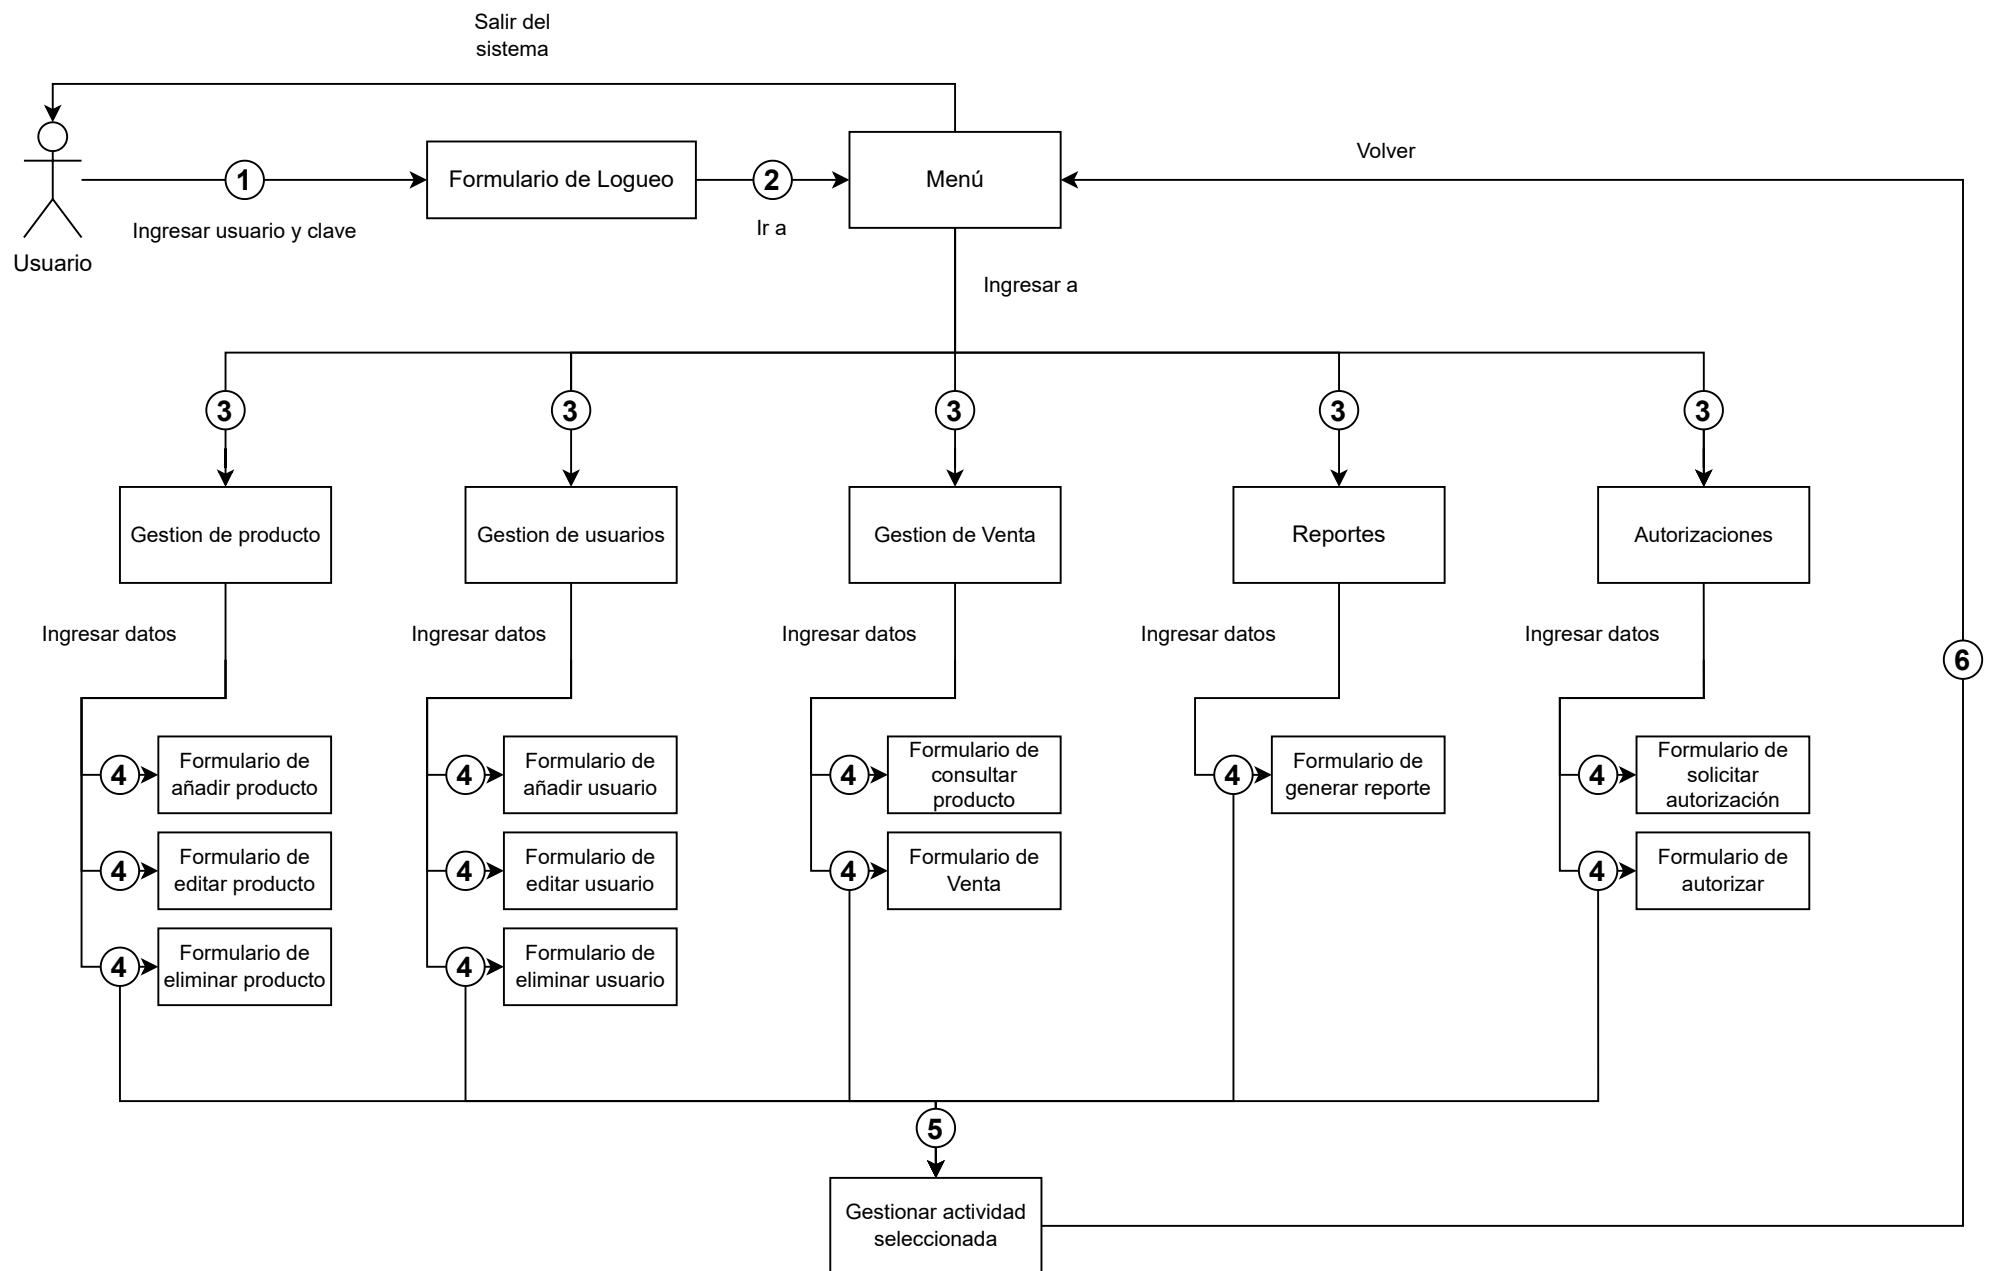 Salir del
sistema
1
Formulario de Logueo
2
Menú
Volver
Ingresar usuario y clave
Ir a
Usuario
Ingresar a
3
3
3
3
3
Gestion de producto
Gestion de usuarios
Gestion de Venta
Reportes
Autorizaciones
Ingresar datos
Ingresar datos
Ingresar datos
Ingresar datos
Ingresar datos
6
4
Formulario de
añadir producto
4
Formulario de
añadir usuario
4
Formulario de
consultar
producto
4
Formulario de
generar reporte
4
Formulario de
solicitar
autorización
4
Formulario de
editar producto
4
Formulario de
editar usuario
4
Formulario de
Venta
4
Formulario de
autorizar
4
Formulario de
eliminar producto
4
Formulario de
eliminar usuario
5
Gestionar actividad
seleccionada